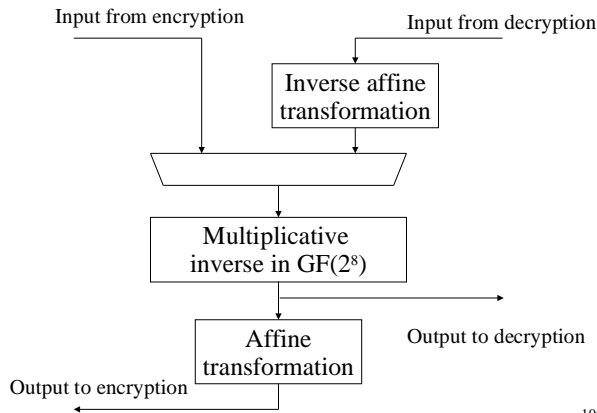 Input from encryption
Input from decryption
Inverse affine
transformation
Multiplicative
inverse in GF(2⁸)
Output to decryption
Affine
transformation
Output to encryption